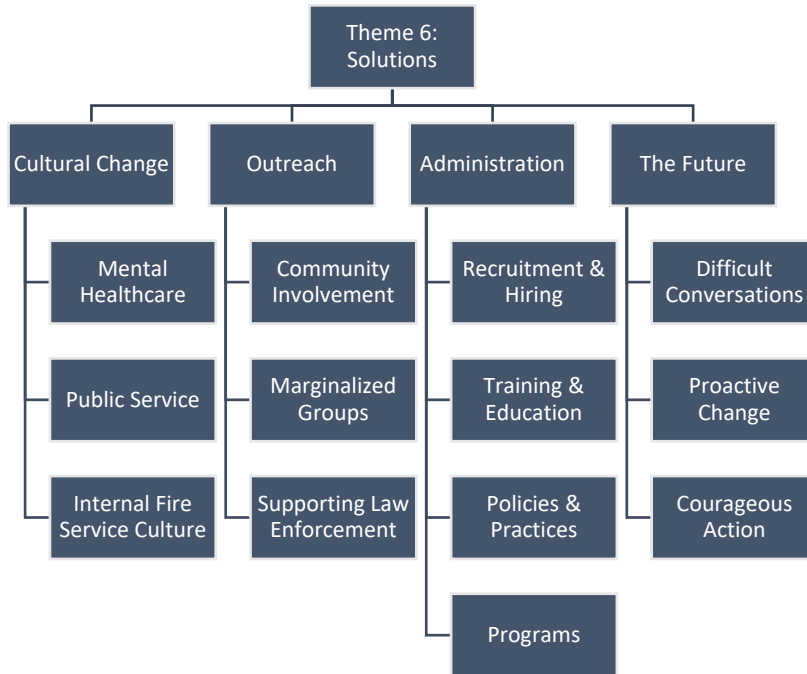 Theme 6:
Solutions
Cultural Change
Outreach
Administration
The Future
Mental
Healthcare
Community
Involvement
Recruitment &
Hiring
Difficult
Conversations
Public Service
Marginalized
Groups
Training &
Education
Proactive
Change
Internal Fire
Service Culture
Supporting Law
Enforcement
Policies &
Practices
Courageous
Action
Programs